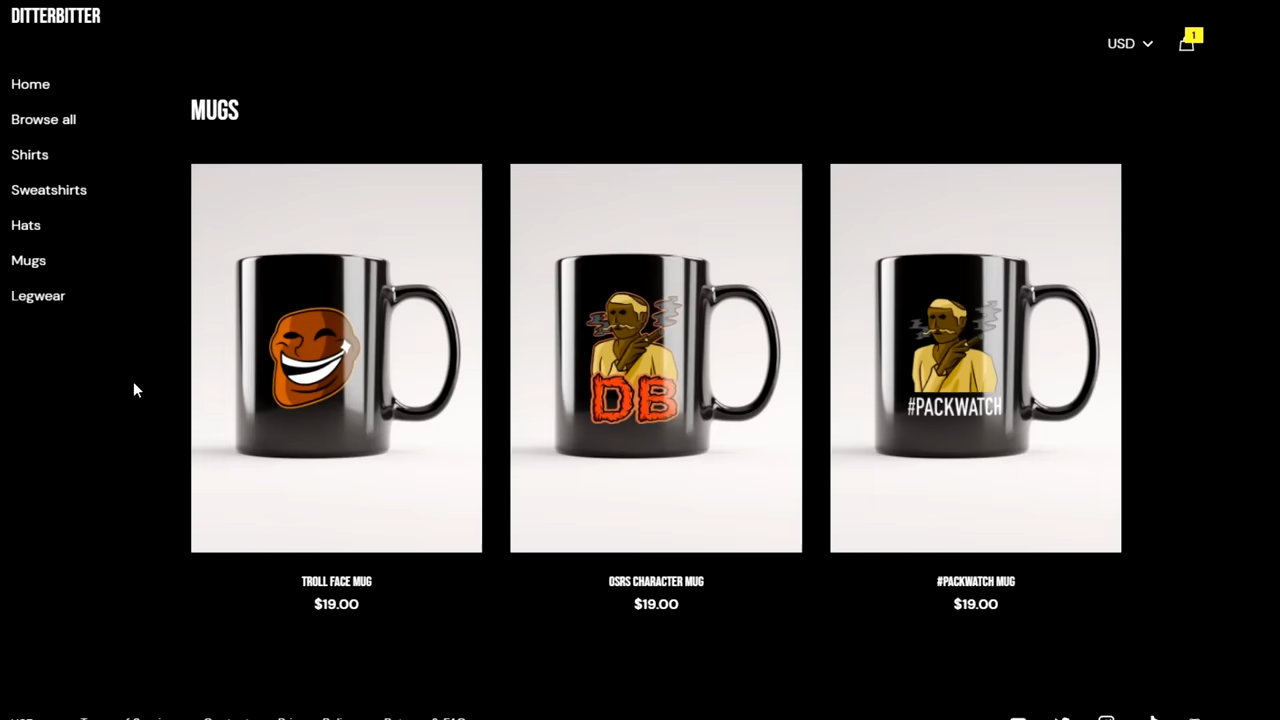 DITTERBITTER
USD
1
Home
Browse all
Shirts
Sweatshirts
Hats
Mugs
Legwear
MUGS
DB
#PACKWATCH
TROLL FACE MUG
$19.00
OSRS CHARACTER MUG
$19.00
#PACKWATCH MUG
$19.00